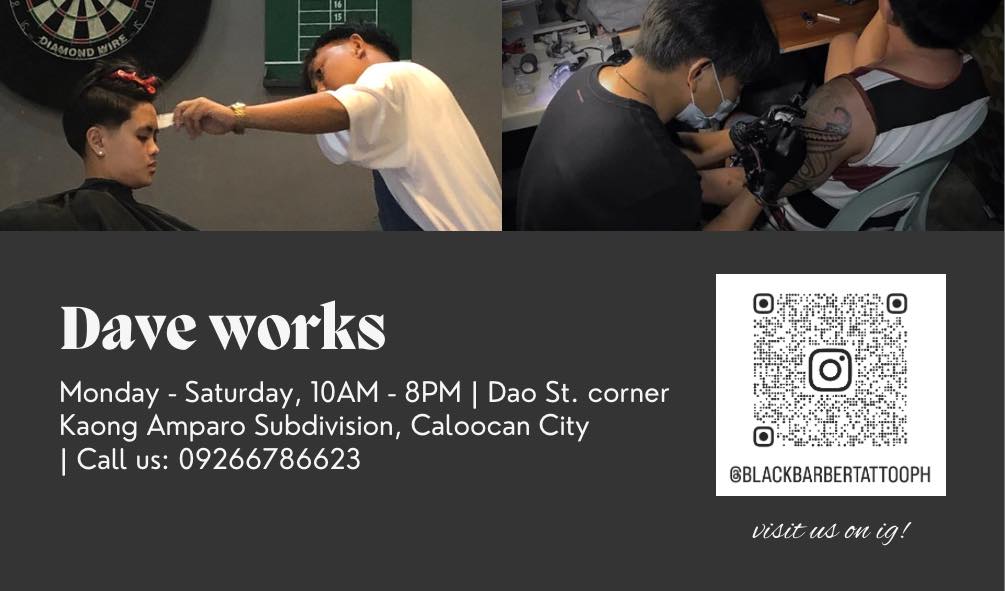 16
15
DIAMOND WIRE
Dave works
Monday - Saturday, 10AM - 8PM | Dao St. corner
Kaong Amparo Subdivision, Caloocan City
| Call us: 09266786623
@BLACKBARBERTATTOOPH
visit us on ig!